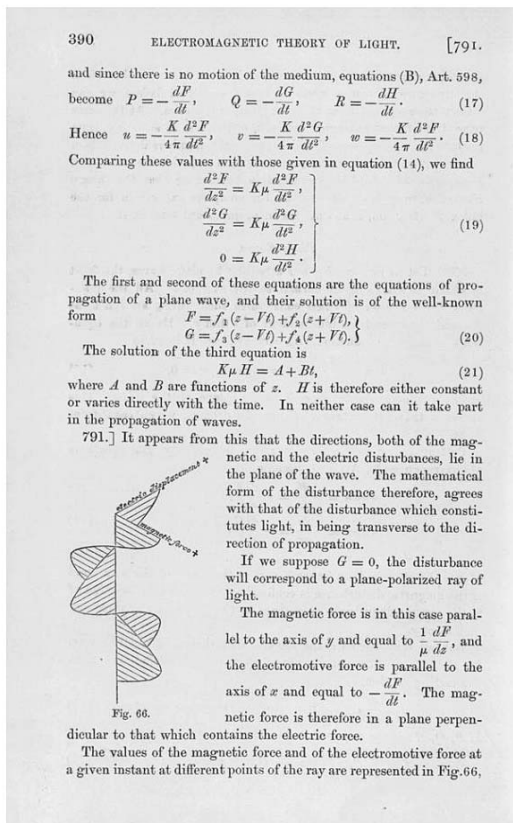 390 ELECTROMAGNETIC THEORY OF LIGHT. [791.
and since there is no motion of the medium, equations (B), Art. 598,
become P = − dF/dt, Q = − dG/dt, R = − dH/dt. (17)
Hence u = − K/4π d²F/dt², v = − K/4π d²G/dt², w = − K/4π d²F/dt². (18)
Comparing these values with those given in equation (14), we find
d²F/dz² = Kμ d²F/dt²,
d²G/dz² = Kμ d²G/dt², (19)
0 = Kμ d²H/dt².
The first and second of these equations are the equations of pro-
pagation of a plane wave, and their solution is of the well-known
form F = f₁(z − Vt) + f₂(z + Vt),
G = f₃(z − Vt) + f₄(z + Vt). (20)
The solution of the third equation is
KμH = A + Bt, (21)
where A and B are functions of z. H is therefore either constant
or varies directly with the time. In neither case can it take part
in the propagation of waves.
791.] It appears from this that the directions, both of the mag-
netic and the electric disturbances, lie in
the plane of the wave. The mathematical
form of the disturbance therefore, agrees
with that of the disturbance which consti-
tutes light, in being transverse to the di-
rection of propagation.
If we suppose G = 0, the disturbance
will correspond to a plane-polarized ray of
light.
The magnetic force is in this case paral-
lel to the axis of y and equal to 1/μ dF/dz, and
the electromotive force is parallel to the
axis of x and equal to − dF/dt. The mag-
netic force is therefore in a plane perpen-
dicular to that which contains the electric force.
The values of the magnetic force and of the electromotive force at
a given instant at different points of the ray are represented in Fig. 66,
electric displacement +
magnetic force +
Fig. 66.